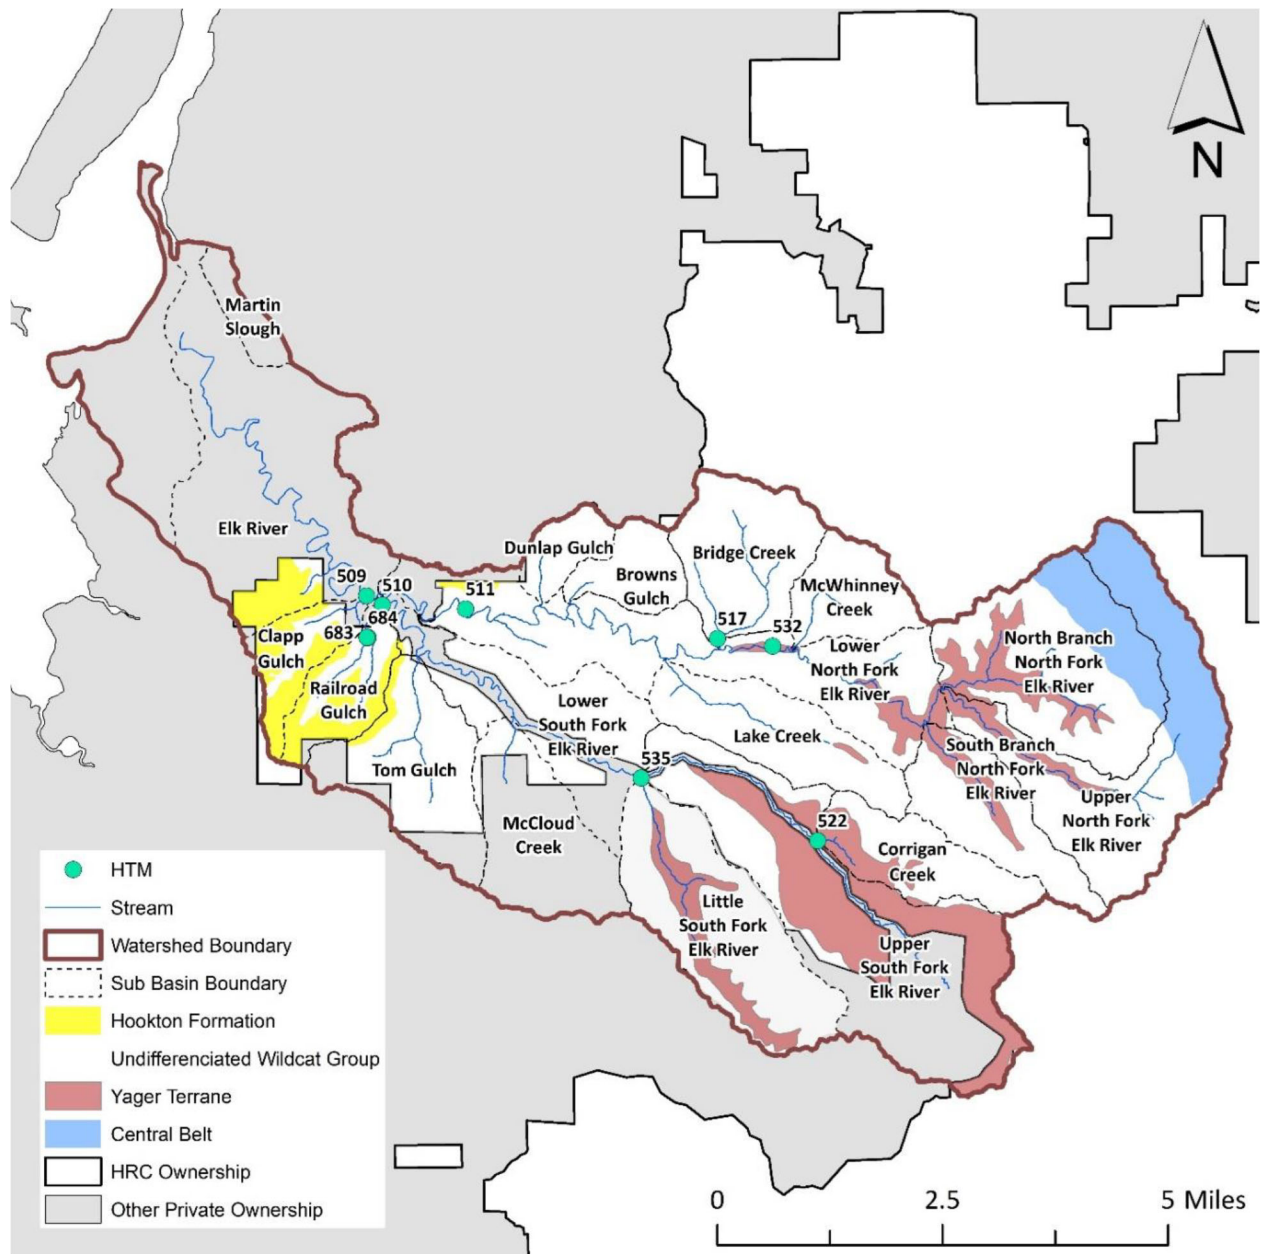 N
Martin
Slough
Elk River
Dunlap Gulch
Bridge Creek
Browns
Gulch
McWhinney
Creek
509
510
511
684
683
517
532
Clapp
Gulch
Railroad
Gulch
Lower
North Fork
Elk River
North Branch
North Fork
Elk River
Lower
South Fork
Elk River
Lake Creek
South Branch
North Fork
Elk River
Upper
North Fork
Elk River
Tom Gulch
535
522
McCloud
Creek
Corrigan
Creek
Little
South Fork
Elk River
Upper
South Fork
Elk River
HTM
Stream
Watershed Boundary
Sub Basin Boundary
Hookton Formation
Undifferenciated Wildcat Group
Yager Terrane
Central Belt
HRC Ownership
Other Private Ownership
0 2.5 5 Miles